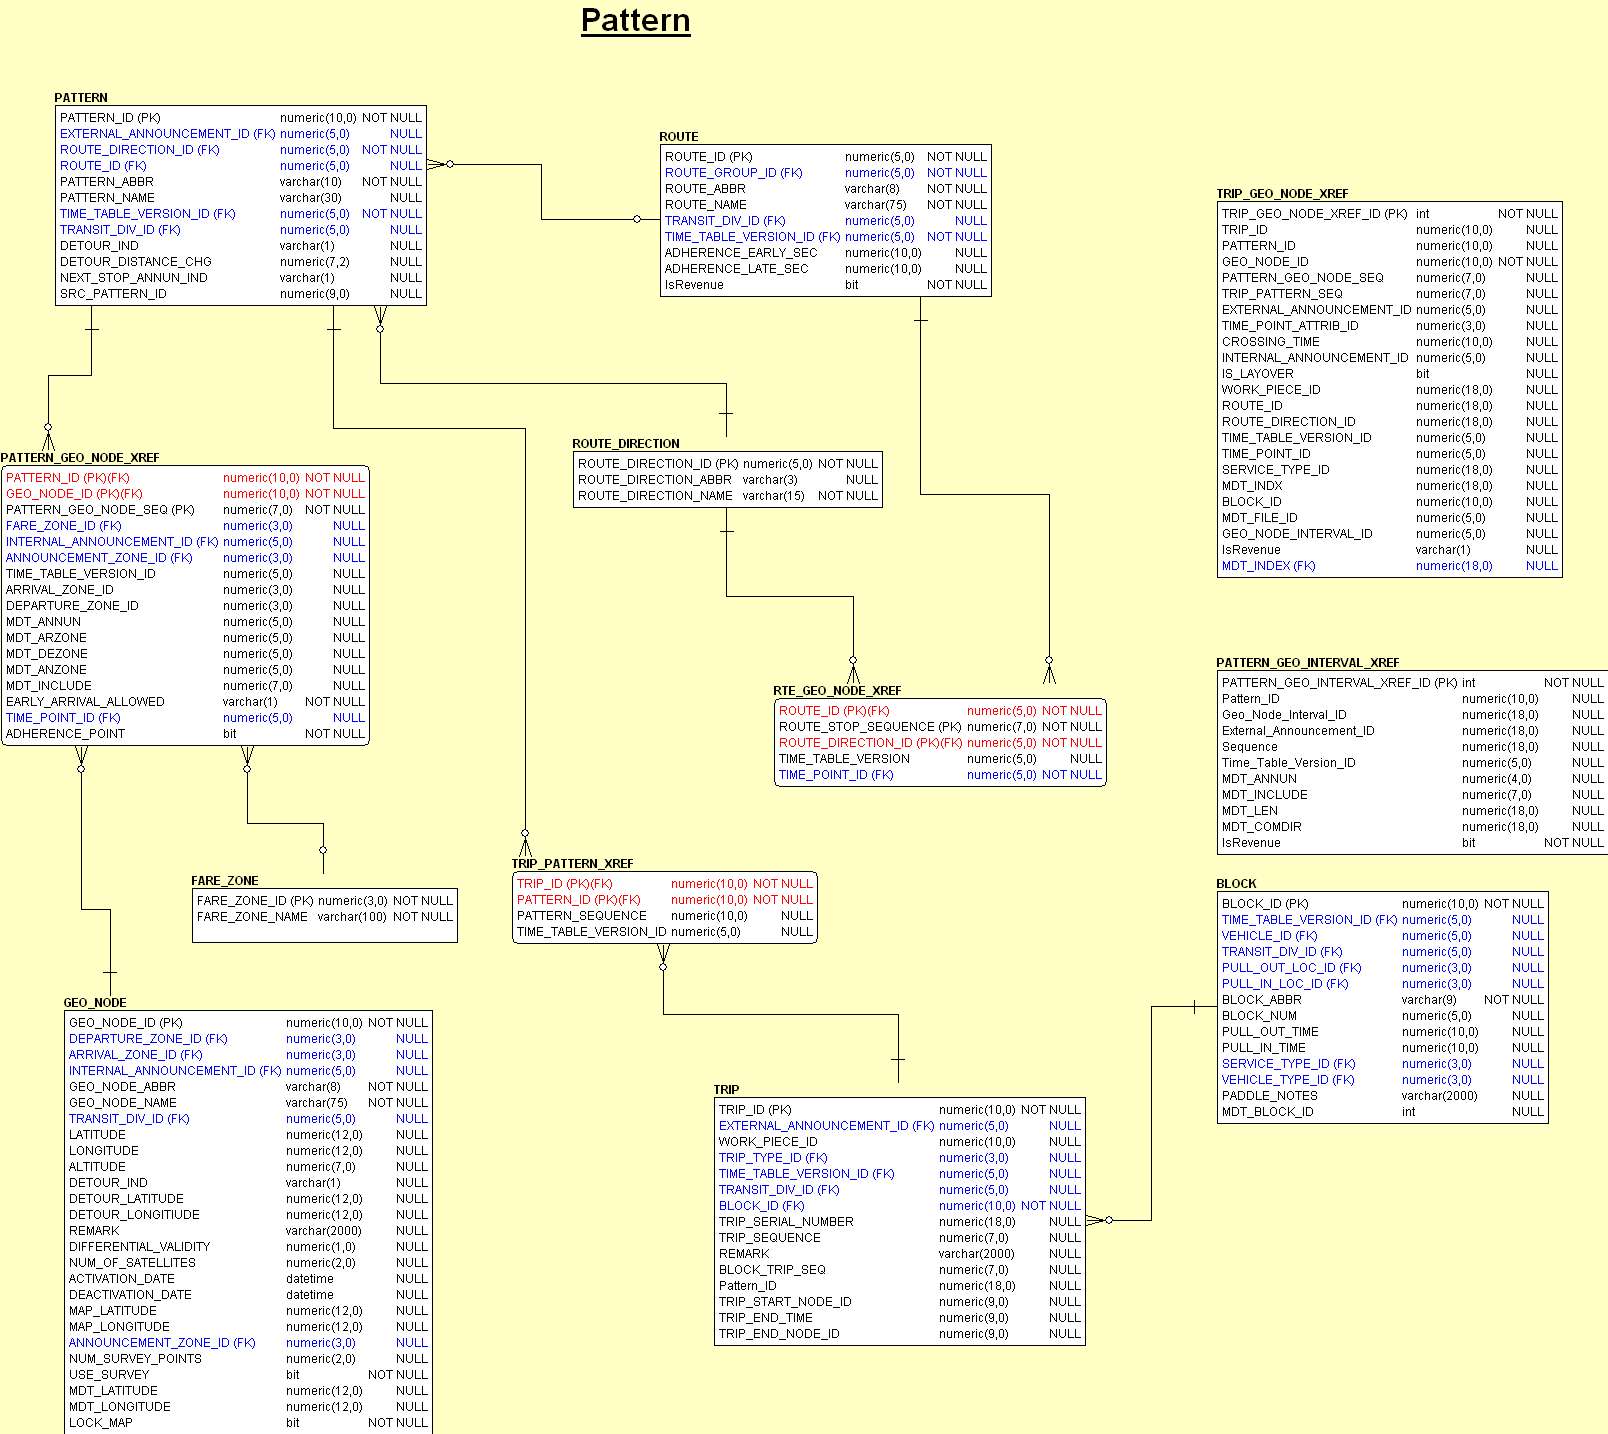 Pattern
PATTERN
PATTERN_ID (PK) numeric(10,0) NOT NULL
EXTERNAL_ANNOUNCEMENT_ID (FK) numeric(5,0) NULL
ROUTE_DIRECTION_ID (FK) numeric(5,0) NOT NULL
ROUTE_ID (FK) numeric(5,0) NULL
PATTERN_ABBR varchar(10) NOT NULL
PATTERN_NAME varchar(30) NULL
TIME_TABLE_VERSION_ID (FK) numeric(5,0) NOT NULL
TRANSIT_DIV_ID (FK) numeric(5,0) NULL
DETOUR_IND varchar(1) NULL
DETOUR_DISTANCE_CHG numeric(7,2) NULL
NEXT_STOP_ANNUN_IND varchar(1) NULL
SRC_PATTERN_ID numeric(9,0) NULL
ROUTE
ROUTE_ID (PK) numeric(5,0) NOT NULL
ROUTE_GROUP_ID (FK) numeric(5,0) NOT NULL
ROUTE_ABBR varchar(8) NOT NULL
ROUTE_NAME varchar(75) NOT NULL
TRANSIT_DIV_ID (FK) numeric(5,0) NULL
TIME_TABLE_VERSION_ID (FK) numeric(5,0) NOT NULL
ADHERENCE_EARLY_SEC numeric(10,0) NULL
ADHERENCE_LATE_SEC numeric(10,0) NULL
IsRevenue bit NOT NULL
TRIP_GEO_NODE_XREF
TRIP_GEO_NODE_XREF_ID (PK) int NOT NULL
TRIP_ID numeric(10,0) NULL
PATTERN_ID numeric(10,0) NULL
GEO_NODE_ID numeric(10,0) NOT NULL
PATTERN_GEO_NODE_SEQ numeric(7,0) NULL
TRIP_PATTERN_SEQ numeric(7,0) NULL
EXTERNAL_ANNOUNCEMENT_ID numeric(5,0) NULL
TIME_POINT_ATTRIB_ID numeric(3,0) NULL
CROSSING_TIME numeric(10,0) NULL
INTERNAL_ANNOUNCEMENT_ID numeric(5,0) NULL
IS_LAYOVER bit NULL
WORK_PIECE_ID numeric(18,0) NULL
ROUTE_ID numeric(18,0) NULL
ROUTE_DIRECTION_ID numeric(18,0) NULL
TIME_TABLE_VERSION_ID numeric(5,0) NULL
TIME_POINT_ID numeric(5,0) NULL
SERVICE_TYPE_ID numeric(18,0) NULL
MDT_INDX numeric(18,0) NULL
BLOCK_ID numeric(10,0) NULL
MDT_FILE_ID numeric(5,0) NULL
GEO_NODE_INTERVAL_ID numeric(5,0) NULL
IsRevenue varchar(1) NULL
MDT_INDEX (FK) numeric(18,0) NULL
ROUTE_DIRECTION
ROUTE_DIRECTION_ID (PK) numeric(5,0) NOT NULL
ROUTE_DIRECTION_ABBR varchar(3) NULL
ROUTE_DIRECTION_NAME varchar(15) NOT NULL
PATTERN_GEO_NODE_XREF
PATTERN_ID (PK)(FK) numeric(10,0) NOT NULL
GEO_NODE_ID (PK)(FK) numeric(10,0) NOT NULL
PATTERN_GEO_NODE_SEQ (PK) numeric(7,0) NOT NULL
FARE_ZONE_ID (FK) numeric(3,0) NULL
INTERNAL_ANNOUNCEMENT_ID (FK) numeric(5,0) NULL
ANNOUNCEMENT_ZONE_ID (FK) numeric(3,0) NULL
TIME_TABLE_VERSION_ID numeric(5,0) NULL
ARRIVAL_ZONE_ID numeric(3,0) NULL
DEPARTURE_ZONE_ID numeric(3,0) NULL
MDT_ANNUN numeric(5,0) NULL
MDT_ARZONE numeric(5,0) NULL
MDT_DEZONE numeric(5,0) NULL
MDT_ANZONE numeric(5,0) NULL
MDT_INCLUDE numeric(7,0) NULL
EARLY_ARRIVAL_ALLOWED varchar(1) NOT NULL
TIME_POINT_ID (FK) numeric(5,0) NULL
ADHERENCE_POINT bit NOT NULL
RTE_GEO_NODE_XREF
ROUTE_ID (PK)(FK) numeric(5,0) NOT NULL
ROUTE_STOP_SEQUENCE (PK) numeric(7,0) NOT NULL
ROUTE_DIRECTION_ID (PK)(FK) numeric(5,0) NOT NULL
TIME_TABLE_VERSION numeric(5,0) NULL
TIME_POINT_ID (FK) numeric(5,0) NOT NULL
PATTERN_GEO_INTERVAL_XREF
PATTERN_GEO_INTERVAL_XREF_ID (PK) int NOT NULL
Pattern_ID numeric(10,0) NULL
Geo_Node_Interval_ID numeric(18,0) NULL
External_Announcement_ID numeric(18,0) NULL
Sequence numeric(18,0) NULL
Time_Table_Version_ID numeric(5,0) NULL
MDT_ANNUN numeric(4,0) NULL
MDT_INCLUDE numeric(7,0) NULL
MDT_LEN numeric(18,0) NULL
MDT_COMDIR numeric(18,0) NULL
IsRevenue bit NOT NULL
FARE_ZONE
FARE_ZONE_ID (PK) numeric(3,0) NOT NULL
FARE_ZONE_NAME varchar(100) NOT NULL
TRIP_PATTERN_XREF
TRIP_ID (PK)(FK) numeric(10,0) NOT NULL
PATTERN_ID (PK)(FK) numeric(10,0) NOT NULL
PATTERN_SEQUENCE numeric(10,0) NULL
TIME_TABLE_VERSION_ID numeric(5,0) NULL
BLOCK
BLOCK_ID (PK) numeric(10,0) NOT NULL
TIME_TABLE_VERSION_ID (FK) numeric(5,0) NULL
VEHICLE_ID (FK) numeric(5,0) NULL
TRANSIT_DIV_ID (FK) numeric(5,0) NULL
PULL_OUT_LOC_ID (FK) numeric(3,0) NULL
PULL_IN_LOC_ID (FK) numeric(3,0) NULL
BLOCK_ABBR varchar(9) NOT NULL
BLOCK_NUM numeric(5,0) NULL
PULL_OUT_TIME numeric(10,0) NULL
PULL_IN_TIME numeric(10,0) NULL
SERVICE_TYPE_ID (FK) numeric(3,0) NULL
VEHICLE_TYPE_ID (FK) numeric(3,0) NULL
PADDLE_NOTES varchar(2000) NULL
MDT_BLOCK_ID int NULL
GEO_NODE
GEO_NODE_ID (PK) numeric(10,0) NOT NULL
DEPARTURE_ZONE_ID (FK) numeric(3,0) NULL
ARRIVAL_ZONE_ID (FK) numeric(3,0) NULL
INTERNAL_ANNOUNCEMENT_ID (FK) numeric(5,0) NULL
GEO_NODE_ABBR varchar(8) NOT NULL
GEO_NODE_NAME varchar(75) NOT NULL
TRANSIT_DIV_ID (FK) numeric(5,0) NULL
LATITUDE numeric(12,0) NULL
LONGITUDE numeric(12,0) NULL
ALTITUDE numeric(7,0) NULL
DETOUR_IND varchar(1) NULL
DETOUR_LATITUDE numeric(12,0) NULL
DETOUR_LONGITIUDE numeric(12,0) NULL
REMARK varchar(2000) NULL
DIFFERENTIAL_VALIDITY numeric(1,0) NULL
NUM_OF_SATELLITES numeric(2,0) NULL
ACTIVATION_DATE datetime NULL
DEACTIVATION_DATE datetime NULL
MAP_LATITUDE numeric(12,0) NULL
MAP_LONGITUDE numeric(12,0) NULL
ANNOUNCEMENT_ZONE_ID (FK) numeric(3,0) NULL
NUM_SURVEY_POINTS numeric(2,0) NULL
USE_SURVEY bit NOT NULL
MDT_LATITUDE numeric(12,0) NULL
MDT_LONGITUDE numeric(12,0) NULL
LOCK_MAP bit NOT NULL
TRIP
TRIP_ID (PK) numeric(10,0) NOT NULL
EXTERNAL_ANNOUNCEMENT_ID (FK) numeric(5,0) NULL
WORK_PIECE_ID numeric(10,0) NULL
TRIP_TYPE_ID (FK) numeric(3,0) NULL
TIME_TABLE_VERSION_ID (FK) numeric(5,0) NULL
TRANSIT_DIV_ID (FK) numeric(5,0) NULL
BLOCK_ID (FK) numeric(10,0) NOT NULL
TRIP_SERIAL_NUMBER numeric(18,0) NULL
TRIP_SEQUENCE numeric(7,0) NULL
REMARK varchar(2000) NULL
BLOCK_TRIP_SEQ numeric(7,0) NULL
Pattern_ID numeric(18,0) NULL
TRIP_START_NODE_ID numeric(9,0) NULL
TRIP_END_TIME numeric(9,0) NULL
TRIP_END_NODE_ID numeric(9,0) NULL